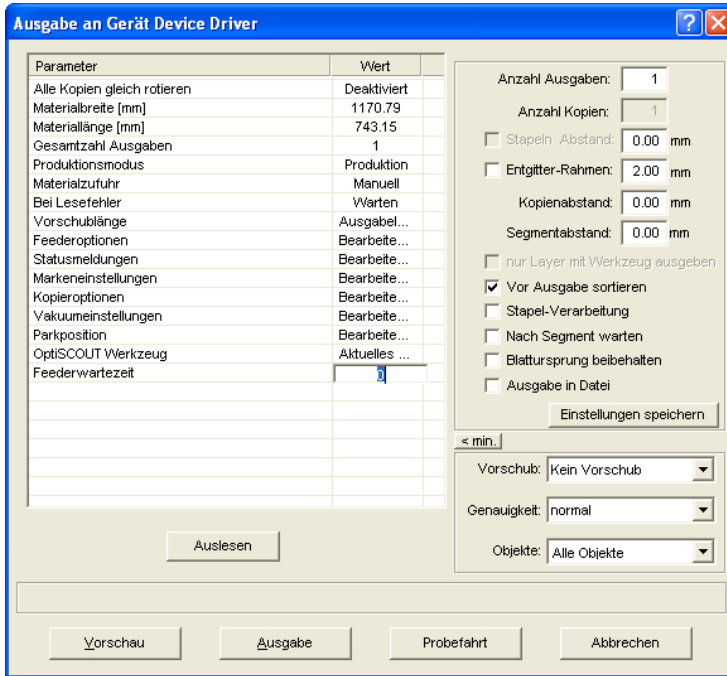 Ausgabe an Gerät Device Driver
Parameter Wert
Alle Kopien gleich rotieren Deaktiviert
Materialbreite [mm] 1170.79
Materiallänge [mm] 743.15
Gesamtzahl Ausgaben 1
Produktionsmodus Produktion
Materialzufuhr Manuell
Bei Lesefehler Warten
Vorschublänge Ausgabel...
Feederoptionen Bearbeite...
Statusmeldungen Bearbeite...
Markeneinstellungen Bearbeite...
Kopieroptionen Bearbeite...
Vakuumeinstellungen Bearbeite...
Parkposition Bearbeite...
OptiSCOUT Werkzeug Aktuelles ...
Feederwartezeit 0
Auslesen
Anzahl Ausgaben: 1
Anzahl Kopien: 1
Stapeln Abstand: 0.00 mm
Entgitter-Rahmen: 2.00 mm
Kopienabstand: 0.00 mm
Segmentabstand: 0.00 mm
nur Layer mit Werkzeug ausgeben
Vor Ausgabe sortieren
Stapel-Verarbeitung
Nach Segment warten
Blattursprung beibehalten
Ausgabe in Datei
Einstellungen speichern
< min.
Vorschub: Kein Vorschub
Genauigkeit: normal
Objekte: Alle Objekte
Vorschau Ausgabe Probefahrt Abbrechen